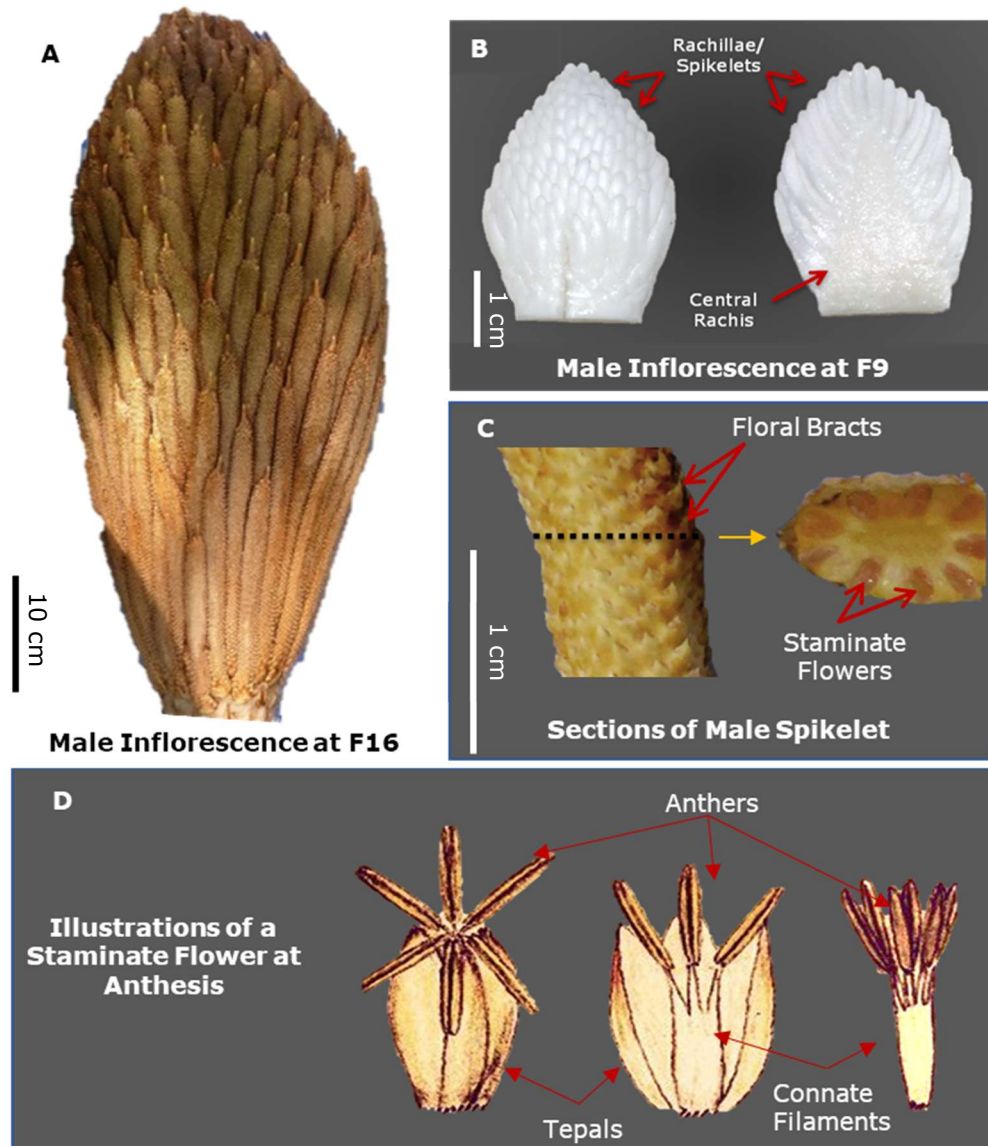 A
10 cm
Male Inflorescence at F16
B
Rachillae/
Spikelets
Central
Rachis
1 cm
Male Inflorescence at F9
C
Floral Bracts
1 cm
Staminate
Flowers
Sections of Male Spikelet
D
Anthers
Illustrations of a
Staminate Flower at
Anthesis
Tepals
Connate
Filaments